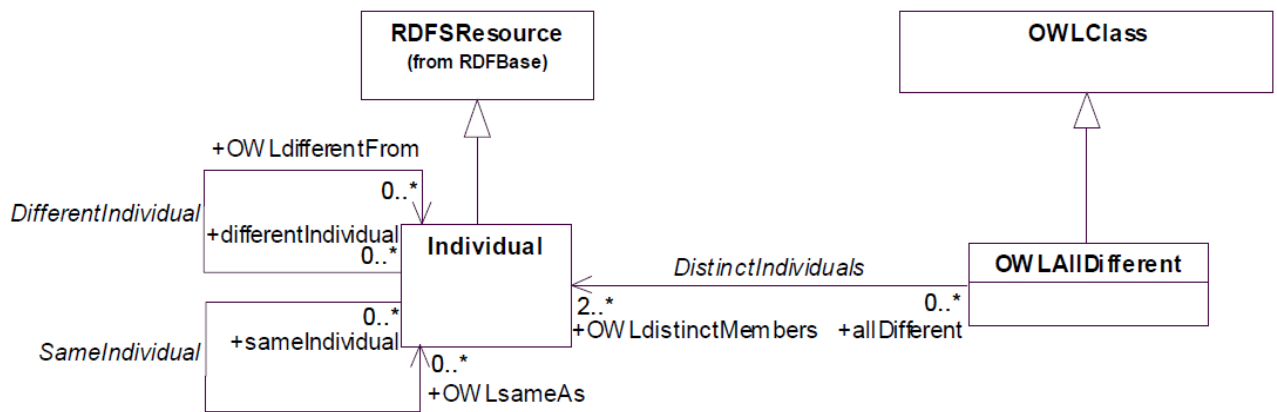 RDFSResource
(from RDFBase)
OWLClass
+OWLdifferentFrom
0..*
DifferentIndividual
+differentIndividual
0..*
Individual
DistinctIndividuals
OWLAllDifferent
2..*
0..*
+OWLdistinctMembers
+allDifferent
0..*
+sameIndividual
SameIndividual
0..*
+OWLsameAs